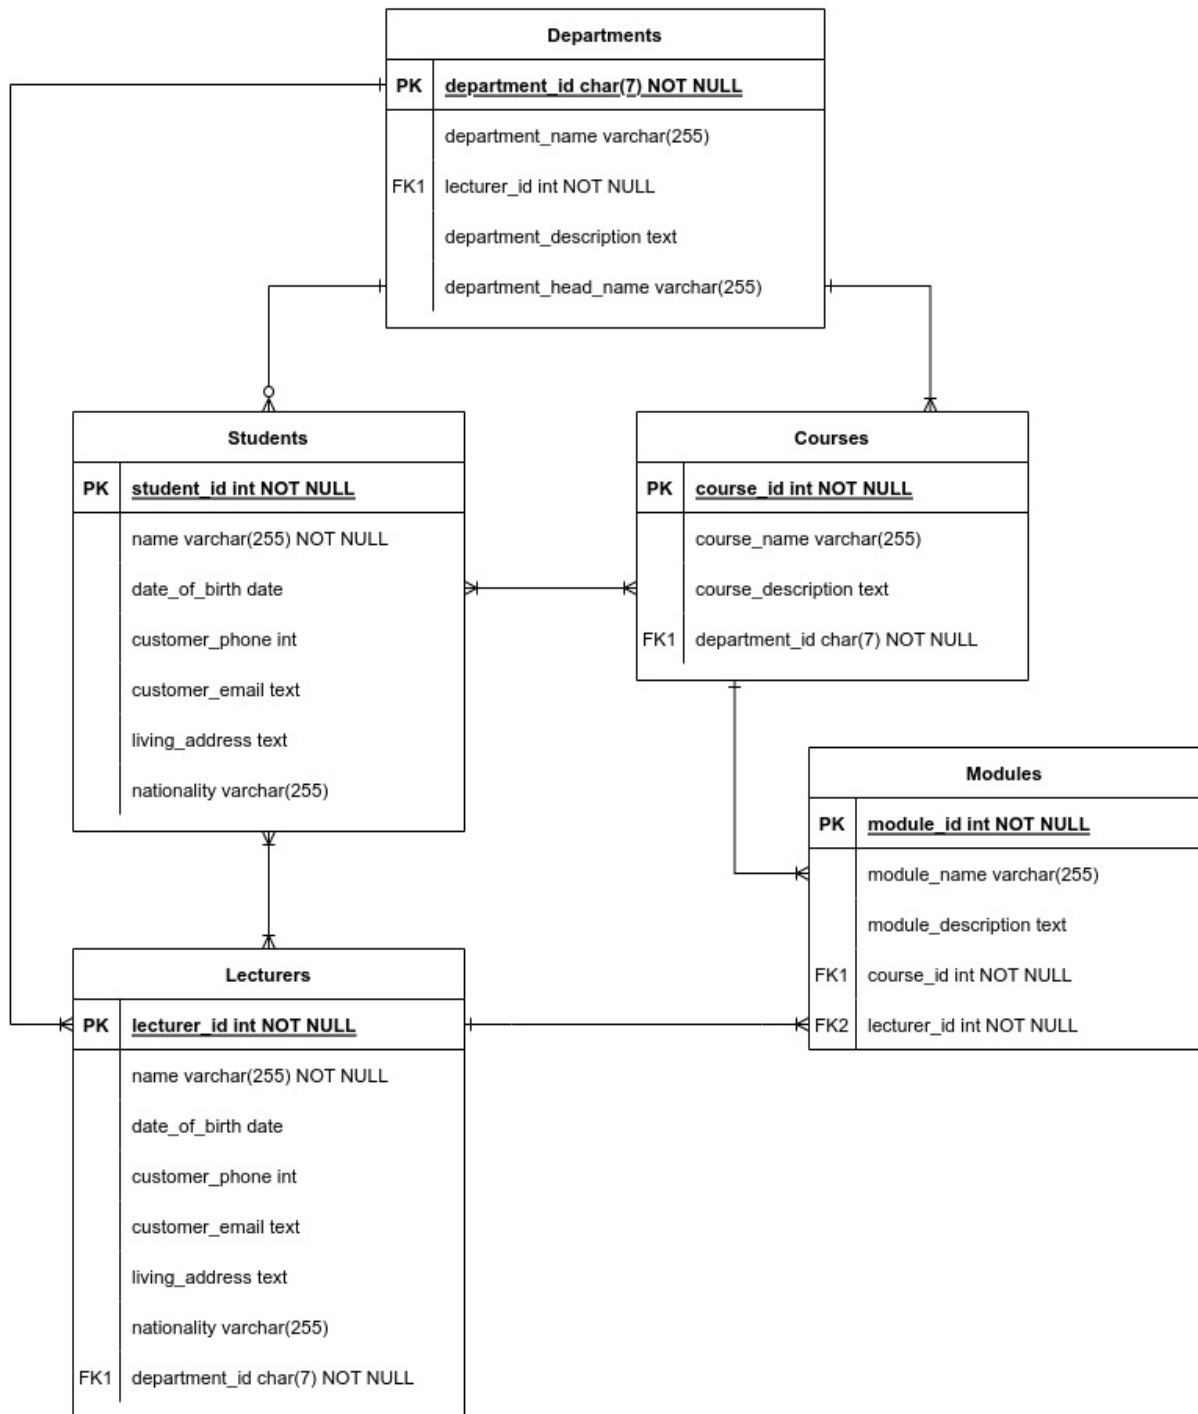 Departments
PK department_id char(7) NOT NULL
department_name varchar(255)
FK1 lecturer_id int NOT NULL
department_description text
department_head_name varchar(255)
Students
PK student_id int NOT NULL
name varchar(255) NOT NULL
date_of_birth date
customer_phone int
customer_email text
living_address text
nationality varchar(255)
Courses
PK course_id int NOT NULL
course_name varchar(255)
course_description text
FK1 department_id char(7) NOT NULL
Modules
PK module_id int NOT NULL
module_name varchar(255)
module_description text
FK1 course_id int NOT NULL
FK2 lecturer_id int NOT NULL
Lecturers
PK lecturer_id int NOT NULL
name varchar(255) NOT NULL
date_of_birth date
customer_phone int
customer_email text
living_address text
nationality varchar(255)
FK1 department_id char(7) NOT NULL